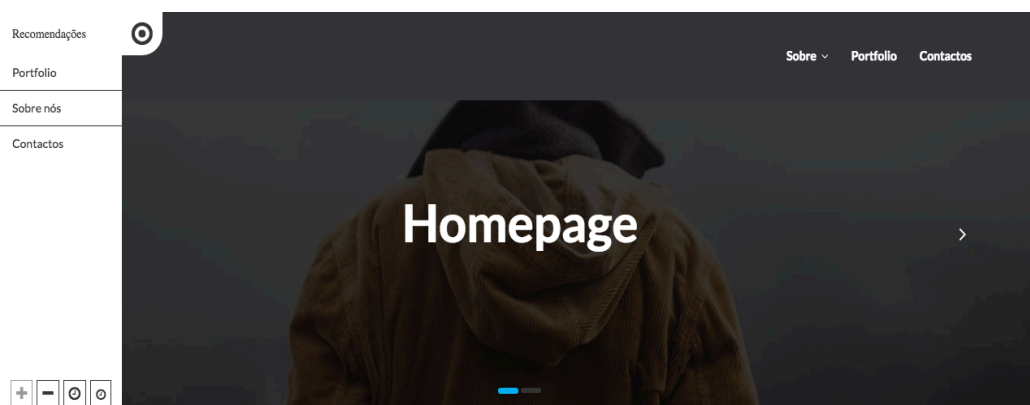 Recomendações
Portfolio
Sobre nós
Contactos
Sobre Portfolio Contactos
Homepage